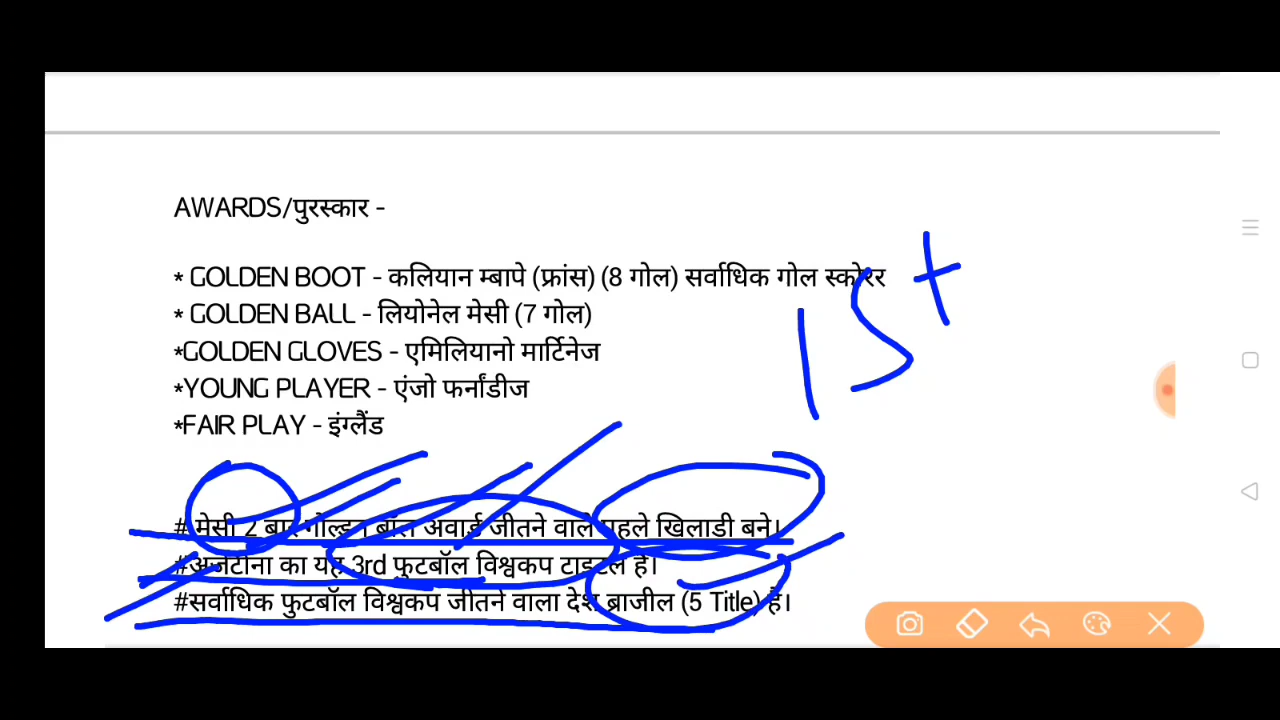 AWARDS/पुरस्कार -
* GOLDEN BOOT - कलियान म्बापे (फ्रांस) (8 गोल) सर्वाधिक गोल स्कोरर
* GOLDEN BALL - लियोनेल मेसी (7 गोल)
1st
*GOLDEN GLOVES - एमिलियानो मार्टिनेज
*YOUNG PLAYER - एंजो फर्नांडीज
*FAIR PLAY - इंग्लैंड
# मेसी 2 बार गोल्डन बॉल अवार्ड जीतने वाले पहले खिलाडी बने।
#अर्जेंटीना का यह 3rd फुटबॉल विश्वकप टाइटल है।
#सर्वाधिक फुटबॉल विश्वकप जीतने वाला देश ब्राजील (5 Title) है।